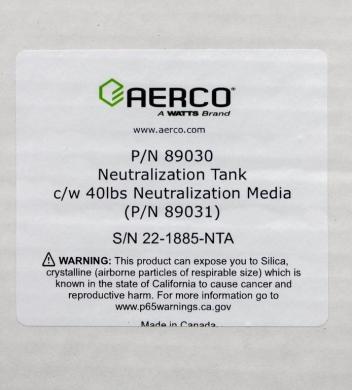 AERCO®
A WATTS Brand
www.aerco.com
P/N 89030
Neutralization Tank
c/w 40lbs Neutralization Media
(P/N 89031)
S/N 22-1885-NTA
⚠ WARNING: This product can expose you to Silica,
crystalline (airborne particles of respirable size) which is
known in the state of California to cause cancer and
reproductive harm. For more information go to
www.p65warnings.ca.gov
Made in Canada